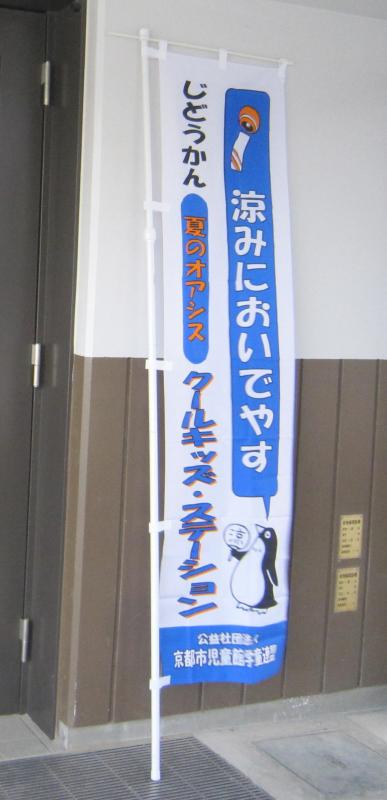 涼みにおいでやす
じどうかん
夏のオアシス
クールキッズ・ステーション
涼
公益社団法人
京都市児童館学童連盟